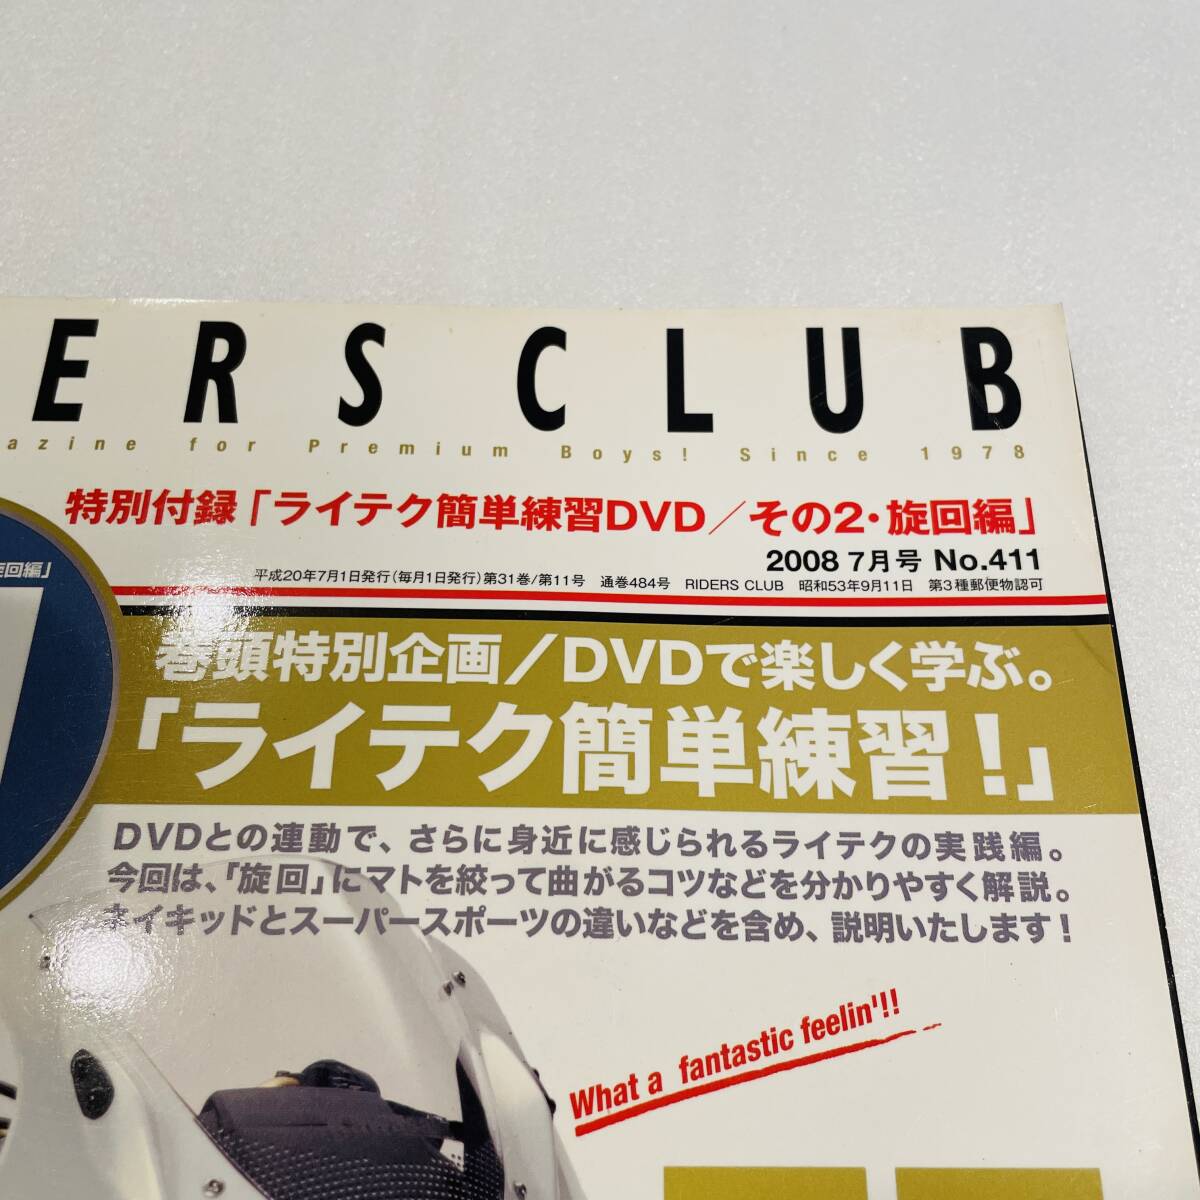 ERS CLUB
azine for Premium Boys! Since 1978
特別付録「ライテク簡単練習DVD／その2・旋回編」
2008 7月号 No.411
平成20年7月1日発行(毎月1日発行)第31巻/第11号 通巻484号 RIDERS CLUB 昭和53年9月11日 第3種郵便物認可
旋回編」
巻頭特別企画／DVDで楽しく学ぶ。
「ライテク簡単練習！」
DVDとの連動で、さらに身近に感じられるライテクの実践編。
今回は、「旋回」にマトを絞って曲がるコツなどを分かりやすく解説。
ネイキッドとスーパースポーツの違いなどを含め、説明いたします！
What a fantastic feelin'!!